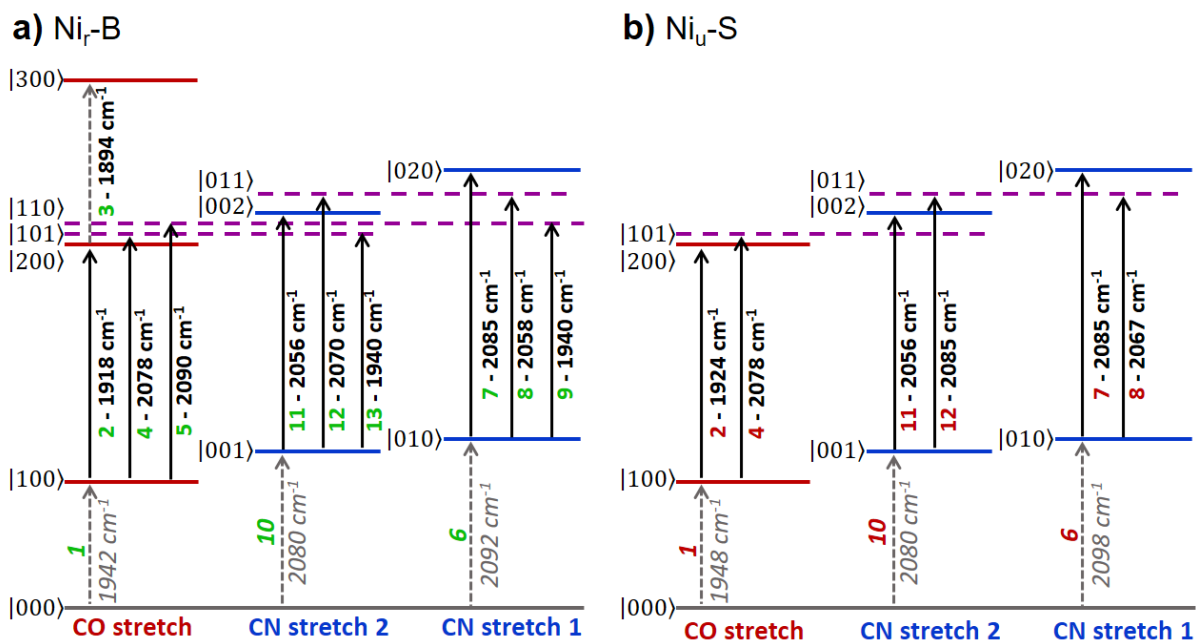 a) Niᵣ-B
|300⟩
3 - 1894 cm⁻¹
|110⟩
|101⟩
|200⟩
|011⟩
|002⟩
|020⟩
2 - 1918 cm⁻¹
4 - 2078 cm⁻¹
5 - 2090 cm⁻¹
11 - 2056 cm⁻¹
12 - 2070 cm⁻¹
13 - 1940 cm⁻¹
7 - 2085 cm⁻¹
8 - 2058 cm⁻¹
9 - 1940 cm⁻¹
|100⟩
|001⟩
|010⟩
1
1942 cm⁻¹
10
2080 cm⁻¹
6
2092 cm⁻¹
|000⟩
CO stretch
CN stretch 2
CN stretch 1
b) Niᵤ-S
|101⟩
|200⟩
|011⟩
|002⟩
|020⟩
2 - 1924 cm⁻¹
4 - 2078 cm⁻¹
11 - 2056 cm⁻¹
12 - 2085 cm⁻¹
7 - 2085 cm⁻¹
8 - 2067 cm⁻¹
|100⟩
|001⟩
|010⟩
1
1948 cm⁻¹
10
2080 cm⁻¹
6
2098 cm⁻¹
|000⟩
CO stretch
CN stretch 2
CN stretch 1